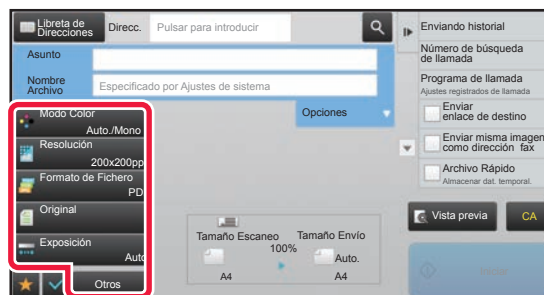 Libreta de
Direcciones
Direcc.
Pulsar para introducir
Asunto
Nombre
Archivo
Especificado por Ajustes de sistema
Opciones
Modo Color
Auto./Mono
Resolución
200x200pp
Formato de Fichero
PD
Original
Exposición
Auto
Otros
Tamaño Escaneo
100%
Tamaño Envío
Auto.
A4
A4
Enviando historial
Número de búsqueda
de llamada
Programa de llamada
Ajustes registrados de llamada
Enviar
enlace de destino
Enviar misma imagen
como dirección fax
Archivo Rápido
Almacenar dat. temporal.
Vista previa
CA